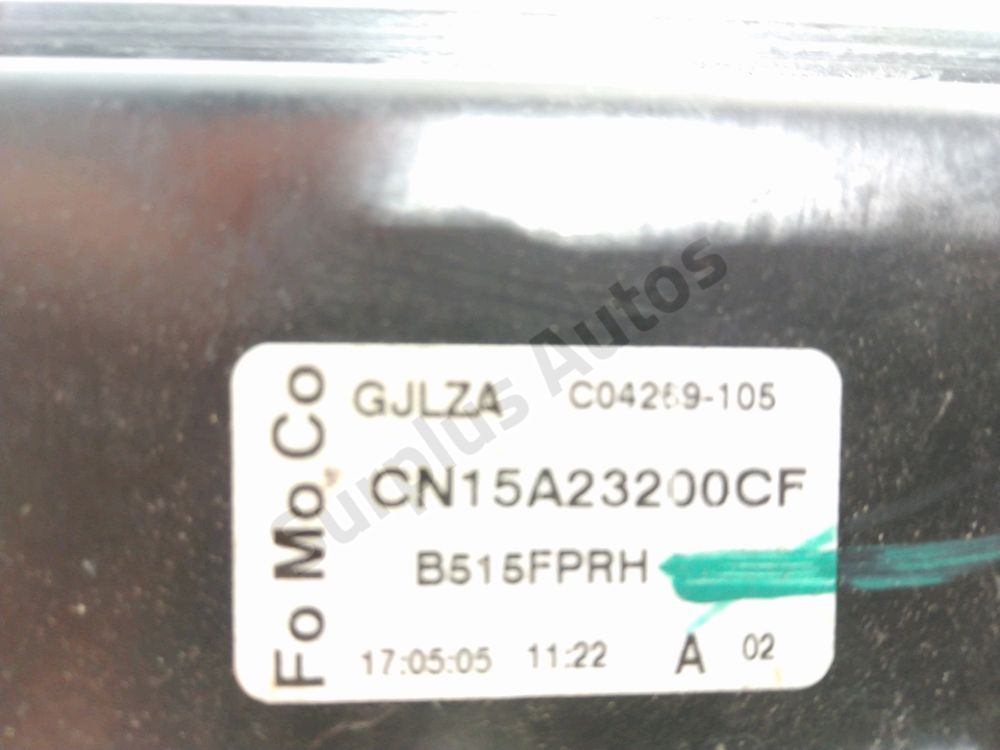 Fo Mo.Co
GJLZA C04269-105
CN15A23200CF
B515FPRH
17:05:05 11:22 A 02
Surplus Autos